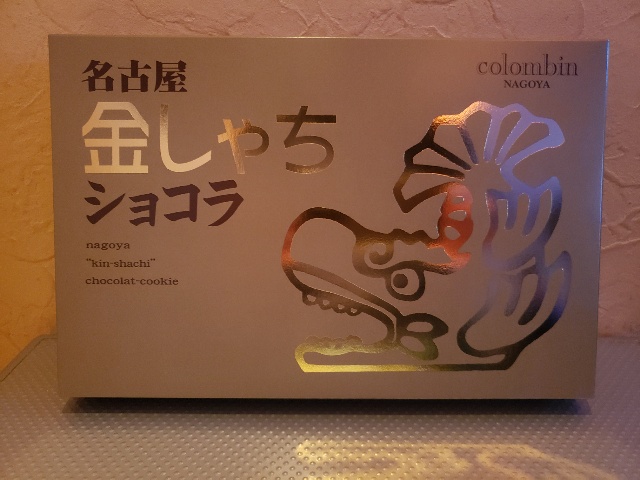 名古屋
金しゃち
ショコラ
nagoya
"kin-shachi"
chocolat-cookie
colombin
NAGOYA